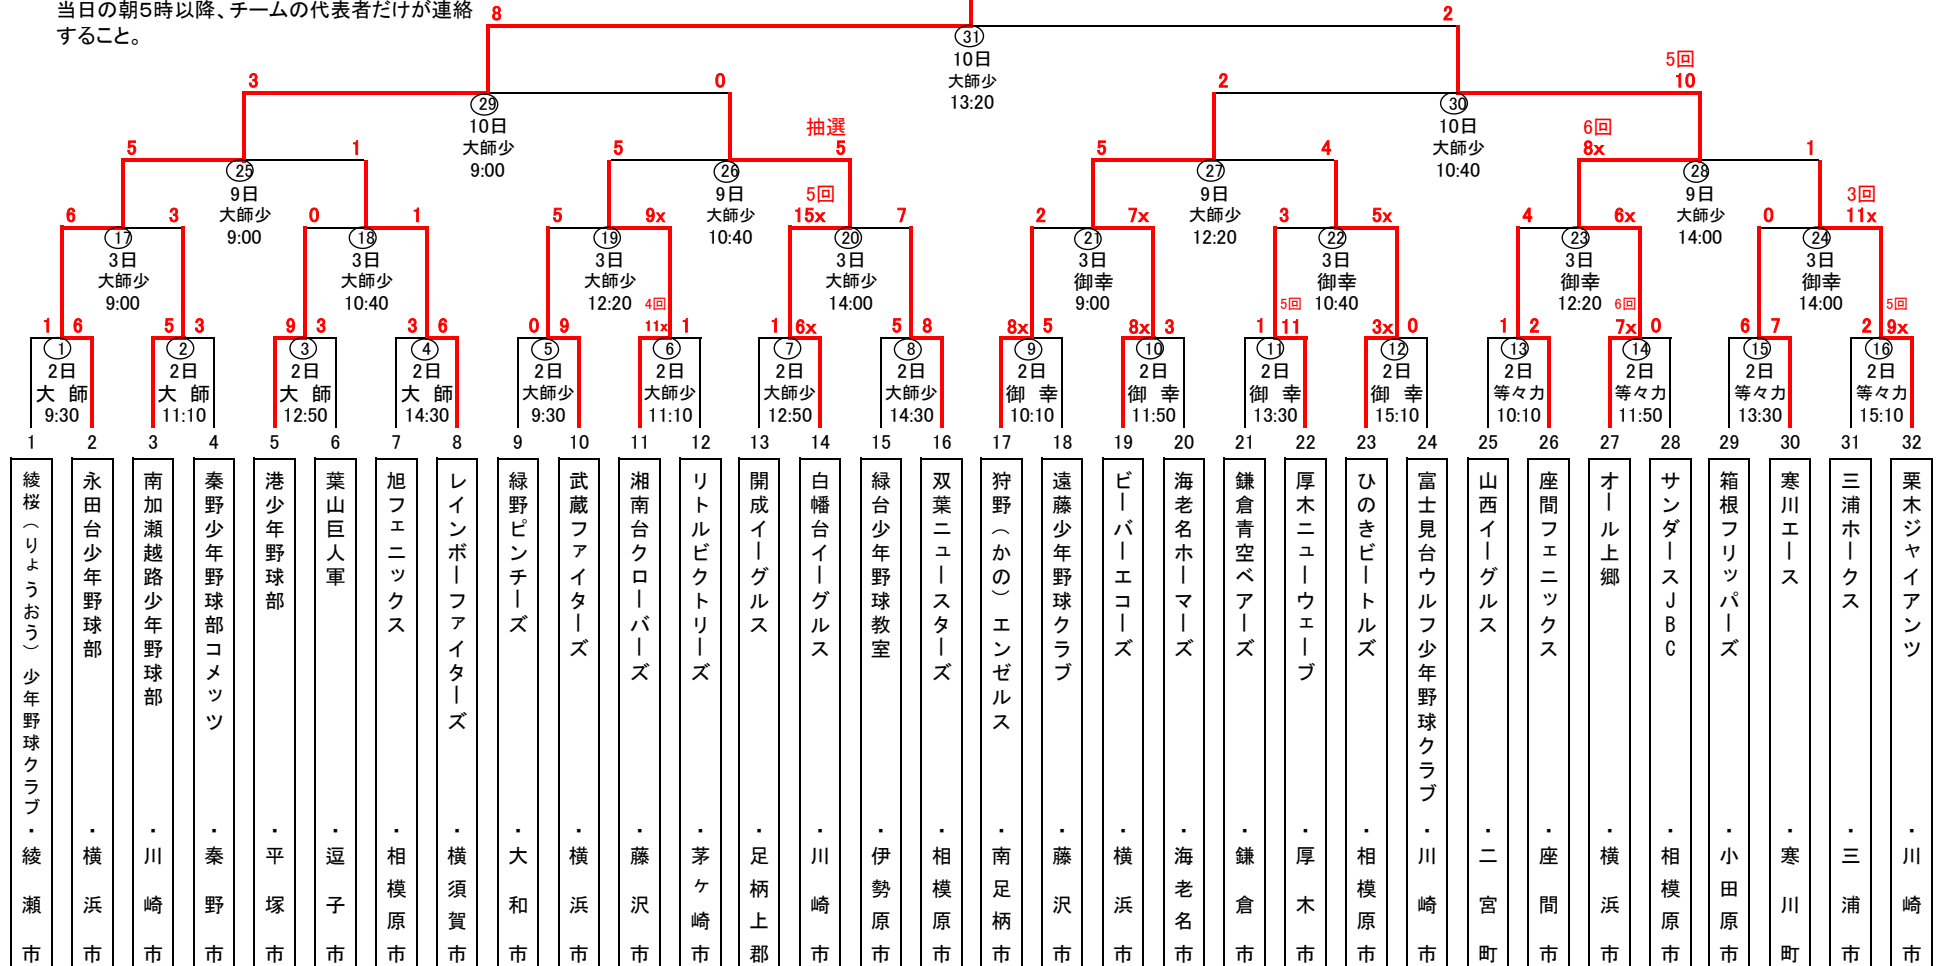 当日の朝5時以降、チームの代表者だけが連絡
すること。
8
2
31
10日
大師少
13:20
3
0
2
5回
10
29
10日
大師少
9:00
30
10日
大師少
10:40
5
1
5
抽選
5
5
4
6回
8x
1
25
9日
大師少
9:00
26
9日
大師少
10:40
27
9日
大師少
12:20
28
9日
大師少
14:00
6
3
0
1
5
9x
5回
15x
7
2
7x
3
5x
4
6x
0
3回
11x
17
3日
大師少
9:00
18
3日
大師少
10:40
19
3日
大師少
12:20
20
3日
大師少
14:00
21
3日
御幸
9:00
22
3日
御幸
10:40
23
3日
御幸
12:20
24
3日
御幸
14:00
1 6
5 3
9 3
3 6
0 9
4回
11x 1
1 6x
5 8
8x 5
8x 3
5回
1 11
3x 0
1 2
6回
7x 0
6 7
5回
2 9x
1
2日
大 師
9:30
2
2日
大 師
11:10
3
2日
大 師
12:50
4
2日
大 師
14:30
5
2日
大師少
9:30
6
2日
大師少
11:10
7
2日
大師少
12:50
8
2日
大師少
14:30
9
2日
御 幸
10:10
10
2日
御 幸
11:50
11
2日
御 幸
13:30
12
2日
御 幸
15:10
13
2日
等々力
10:10
14
2日
等々力
11:50
15
2日
等々力
13:30
16
2日
等々力
15:10
1 2 3 4 5 6 7 8 9 10 11 12 13 14 15 16 17 18 19 20 21 22 23 24 25 26 27 28 29 30 31 32
綾桜(りょうおう)少年野球クラブ・綾瀬市
永田台少年野球部・横浜市
南加瀬越路少年野球部・川崎市
秦野少年野球部コメッツ・秦野市
港少年野球部・平塚市
葉山巨人軍・逗子市
旭フェニックス・相模原市
レインボーファイターズ・横須賀市
緑野ピンチーズ・大和市
武蔵ファイターズ・横浜市
湘南台クローバーズ・藤沢市
リトルビクトリーズ・茅ヶ崎市
開成イーグルス・足柄上郡
白幡台イーグルス・川崎市
緑台少年野球教室・伊勢原市
双葉ニュースターズ・相模原市
狩野(かの)エンゼルス・南足柄市
遠藤少年野球クラブ・藤沢市
ビーバーエコーズ・横浜市
海老名ホーマーズ・海老名市
鎌倉青空ベアーズ・鎌倉市
厚木ニューウェーブ・厚木市
ひのきビートルズ・相模原市
富士見台ウルフ少年野球クラブ・川崎市
山西イーグルス・二宮町
座間フェニックス・座間市
オール上郷・横浜市
サンダースJBC・相模原市
箱根フリッパーズ・小田原市
寒川エース・寒川町
三浦ホークス・三浦市
栗木ジャイアンツ・川崎市